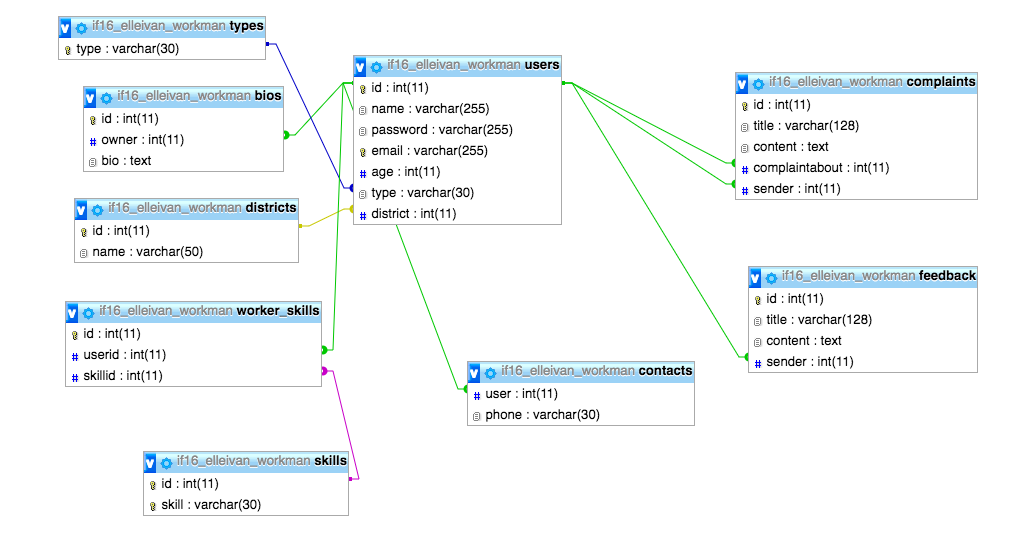 if16_elleivan_workman types
type : varchar(30)
if16_elleivan_workman bios
id : int(11)
owner : int(11)
bio : text
if16_elleivan_workman districts
id : int(11)
name : varchar(50)
if16_elleivan_workman worker_skills
id : int(11)
userid : int(11)
skillid : int(11)
if16_elleivan_workman skills
id : int(11)
skill : varchar(30)
if16_elleivan_workman users
id : int(11)
name : varchar(255)
password : varchar(255)
email : varchar(255)
age : int(11)
type : varchar(30)
district : int(11)
if16_elleivan_workman contacts
user : int(11)
phone : varchar(30)
if16_elleivan_workman complaints
id : int(11)
title : varchar(128)
content : text
complaintabout : int(11)
sender : int(11)
if16_elleivan_workman feedback
id : int(11)
title : varchar(128)
content : text
sender : int(11)